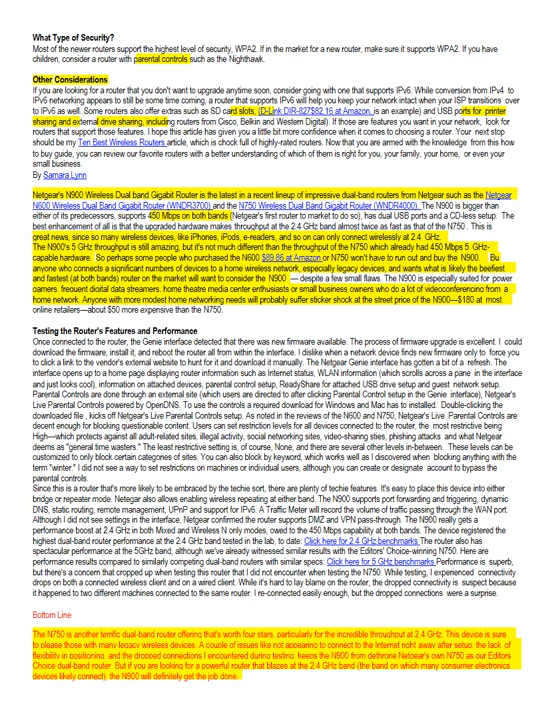 What Type of Security?
Most of the newer routers support the highest level of security, WPA2. If in the market for a new router, make sure it supports WPA2. If you have
children, consider a router with parental controls such as the Nighthawk.
Other Considerations
If you are looking for a router that you don't want to upgrade anytime soon, consider going with one that supports IPv6. While conversion from IPv4 to
IPv6 networking appears to still be some time coming, a router that supports IPv6 will help you keep your network intact when your ISP transitions over
to IPv6 as well. Some routers also offer extras such as SD card slots, (D-Link DIR-827$82.16 at Amazon, is an example) and USB ports for printer
sharing and external drive sharing, including routers from Cisco, Belkin and Western Digital). If those are features you want in your network, look for
routers that support those features. I hope this article has given you a little bit more confidence when it comes to choosing a router. Your next stop
should be my Ten Best Wireless Routers article, which is chock full of highly-rated routers. Now that you are armed with the knowledge from this how
to buy guide, you can review our favorite routers with a better understanding of which of them is right for you, your family, your home, or even your
small business.
By Samara Lynn
Netgear's N900 Wireless Dual band Gigabit Router is the latest in a recent lineup of impressive dual-band routers from Netgear such as the Netgear
N600 Wireless Dual Band Gigabit Router (WNDR3700) and the N750 Wireless Dual Band Gigabit Router (WNDR4000). The N900 is bigger than
either of its predecessors, supports 450 Mbps on both bands (Netgear's first router to market to do so), has dual USB ports and a CD-less setup. The
best enhancement of all is that the upgraded hardware makes throughput at the 2.4 GHz band almost twice as fast as that of the N750 . This is
great news, since so many wireless devices, like iPhones, iPods, e-readers, and so on can only connect wirelessly at 2.4 GHz.
The N900's 5 GHz throughput is still amazing, but it's not much different than the throughput of the N750 which already had 450 Mbps 5 GHz-
capable hardware. So perhaps some people who purchased the N600 $89.86 at Amazon or N750 won't have to run out and buy the N900. Bu
anyone who connects a significant numbers of devices to a home wireless network, especially legacy devices, and wants what is likely the beefiest
and fastest (at both bands) router on the market will want to consider the N900 — despite a few small flaws. The N900 is especially suited for power
gamers, frequent digital data streamers, home theatre media center enthusiasts or small business owners who do a lot of videoconferencing from a
home network. Anyone with more modest home networking needs will probably suffer sticker shock at the street price of the N900—$180 at most
online retailers—about $50 more expensive than the N750.
Testing the Router's Features and Performance
Once connected to the router, the Genie interface detected that there was new firmware available. The process of firmware upgrade is excellent. I could
download the firmware, install it, and reboot the router all from within the interface. I dislike when a network device finds new firmware only to force you
to click a link to the vendor's external website to hunt for it and download it manually. The Netgear Genie interface has gotten a bit of a refresh. The
interface opens up to a home page displaying router information such as Internet status, WLAN information (which scrolls across a pane in the interface
and just looks cool), information on attached devices, parental control setup, ReadyShare for attached USB drive setup and guest network setup.
Parental Controls are done through an external site (which users are directed to after clicking Parental Control setup in the Genie interface), Netgear's
Live Parental Controls powered by OpenDNS. To use the controls a required download for Windows and Mac has to installed. Double-clicking the
downloaded file , kicks off Netgear's Live Parental Controls setup. As noted in the reviews of the N600 and N750, Netgear's Live Parental Controls are
decent enough for blocking questionable content. Users can set restriction levels for all devices connected to the router, the most restrictive being
High—which protects against all adult-related sites, illegal activity, social networking sites, video-sharing sties, phishing attacks and what Netgear
deems as "general time wasters." The least restrictive setting is, of course, None, and there are several other levels in-between. These levels can be
customized to only block certain categories of sites. You can also block by keyword, which works well as I discovered when blocking anything with the
term "winter." I did not see a way to set restrictions on machines or individual users, although you can create or designate account to bypass the
parental controls.
Since this is a router that's more likely to be embraced by the techie sort, there are plenty of techie features. It's easy to place this device into either
bridge or repeater mode. Netegar also allows enabling wireless repeating at either band. The N900 supports port forwarding and triggering, dynamic
DNS, static routing, remote management, UPnP and support for IPv6. A Traffic Meter will record the volume of traffic passing through the WAN port.
Although I did not see settings in the interface, Netgear confirmed the router supports DMZ and VPN pass-through. The N900 really gets a
performance boost at 2.4 GHz in both Mixed and Wireless N only modes, owed to the 450 Mbps capability at both bands. The device registered the
highest dual-band router performance at the 2.4 GHz band tested in the lab, to date: Click here for 2.4 GHz benchmarks The router also has
spectacular performance at the 5GHz band, although we've already witnessed similar results with the Editors' Choice-winning N750. Here are
performance results compared to similarly competing dual-band routers with similar specs: Click here for 5 GHz benchmarks Performance is superb,
but there's a concern that cropped up when testing this router that I did not encounter when testing the N750. While testing, I experienced connectivity
drops on both a connected wireless client and on a wired client. While it's hard to lay blame on the router, the dropped connectivity is suspect because
it happened to two different machines connected to the same router. I re-connected easily enough, but the dropped connections were a surprise.
Bottom Line
The N750 is another terrific dual-band router offering that's worth four stars, particularly for the incredible throughput at 2.4 GHz. This device is sure
to please those with many legacy wireless devices. A couple of issues like not appearing to connect to the Internet right away after setup, the lack of
flexibility in positioning, and the dropped connections I encountered during testing, keeps the N900 from dethrone Netgear's own N750 as our Editors
Choice dual-band router. But if you are looking for a powerful router that blazes at the 2.4 GHz band (the band on which many consumer electronics
devices likely connect), the N900 will definitely get the job done.